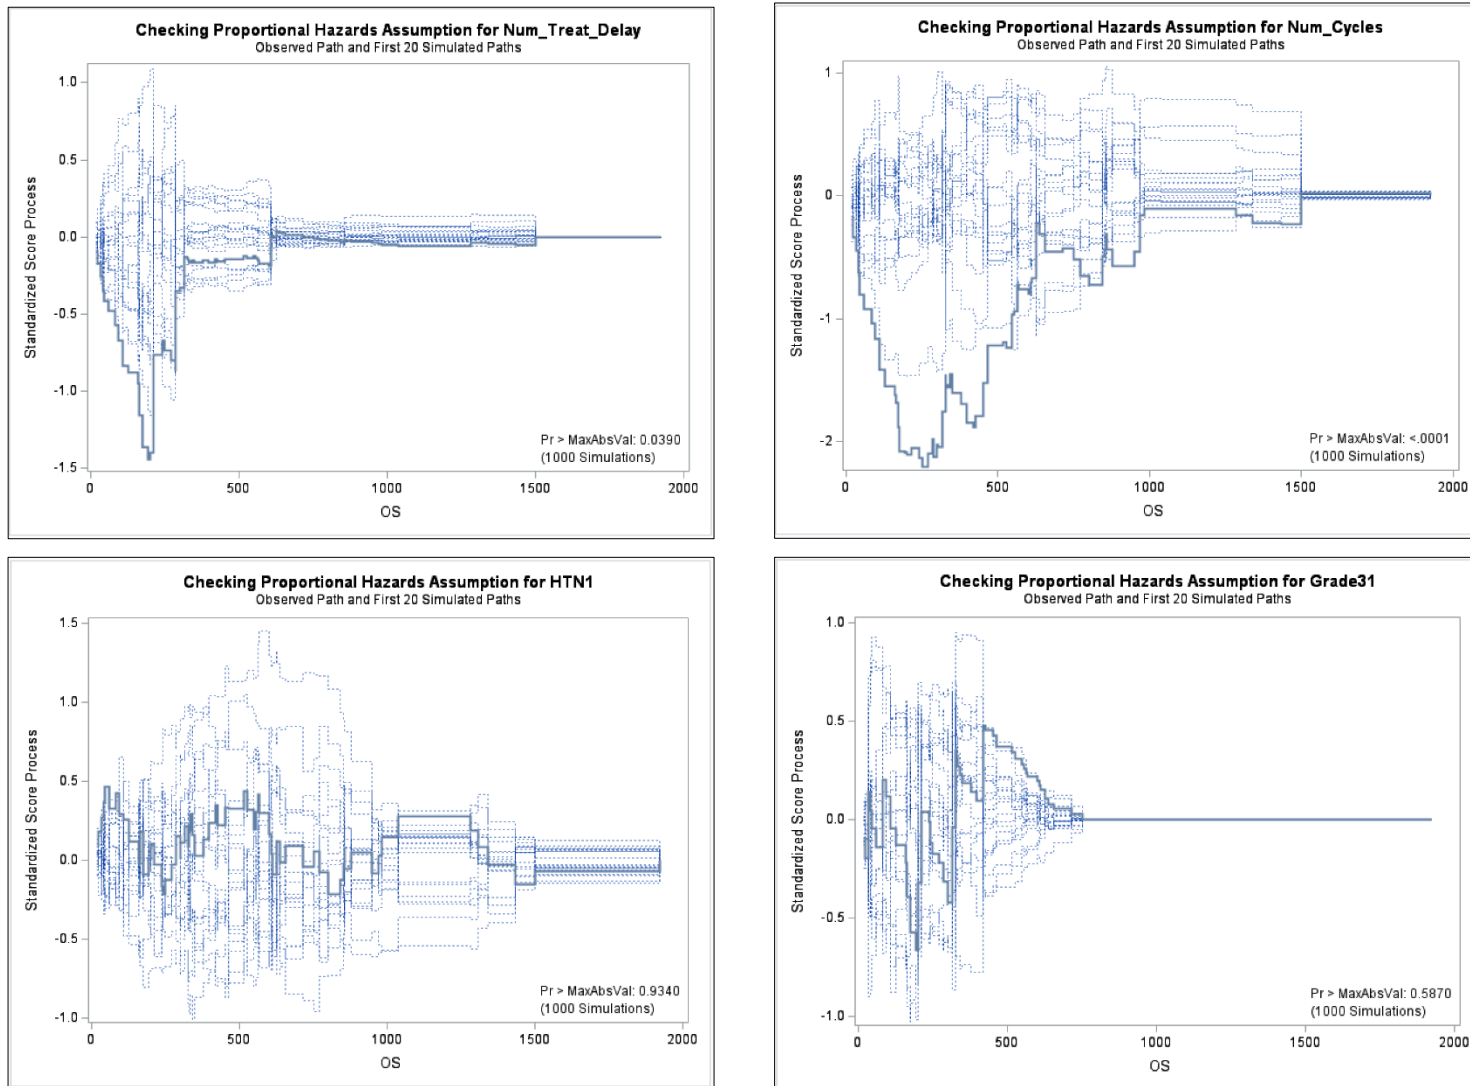 Checking Proportional Hazards Assumption for Num_Treat_Delay
Observed Path and First 20 Simulated Paths
Standardized Score Process
1.0
0.5
0.0
-0.5
-1.0
-1.5
Pr > MaxAbsVal: 0.0390
(1000 Simulations)
0 500 1000 1500 2000
OS
Checking Proportional Hazards Assumption for Num_Cycles
Observed Path and First 20 Simulated Paths
Standardized Score Process
1
0
-1
-2
Pr > MaxAbsVal: <.0001
(1000 Simulations)
0 500 1000 1500 2000
OS
Checking Proportional Hazards Assumption for HTN1
Observed Path and First 20 Simulated Paths
Standardized Score Process
1.5
1.0
0.5
0.0
-0.5
-1.0
Pr > MaxAbsVal: 0.9340
(1000 Simulations)
0 500 1000 1500 2000
OS
Checking Proportional Hazards Assumption for Grade31
Observed Path and First 20 Simulated Paths
Standardized Score Process
1.0
0.5
0.0
-0.5
-1.0
Pr > MaxAbsVal: 0.5870
(1000 Simulations)
0 500 1000 1500 2000
OS